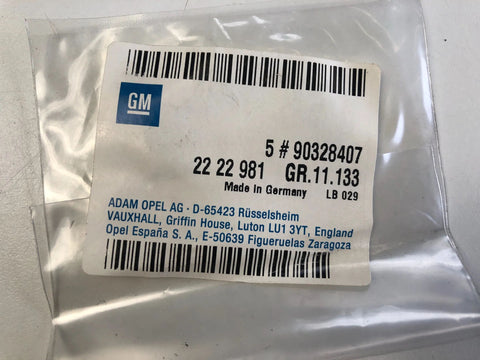 GM
5 # 90328407
22 22 981 GR.11.133
Made in Germany LB 029
ADAM OPEL AG · D-65423 Rüsselsheim
VAUXHALL, Griffin House, Luton LU1 3YT, England
Opel España S. A., E-50639 Figueruelas Zaragoza